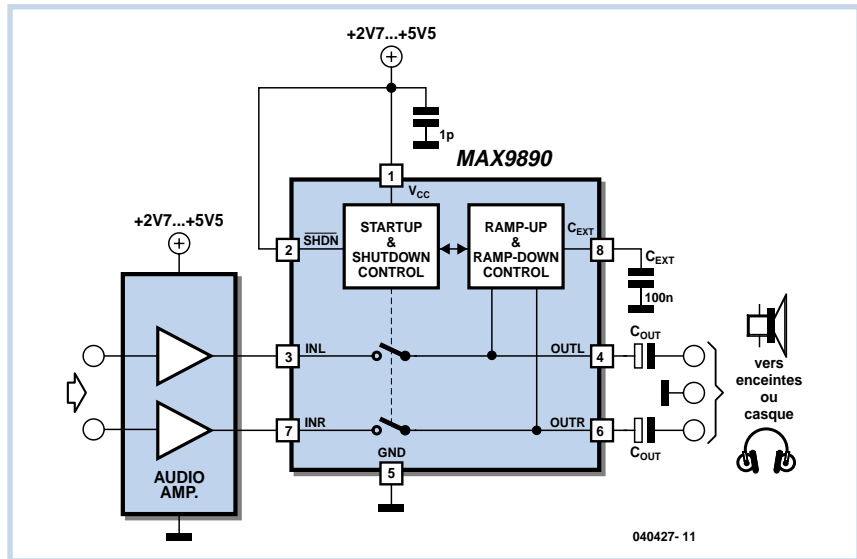 +2V7...+5V5
1p
MAX9890
1
VCC
+2V7...+5V5
2
SHDN
STARTUP
&
SHUTDOWN
CONTROL
RAMP-UP
&
RAMP-DOWN
CONTROL
CEXT
8
CEXT
100n
3
INL
OUTL
4
COUT
7
INR
OUTR
6
COUT
GND
5
AUDIO
AMP.
vers
enceintes
ou
casque
040427- 11